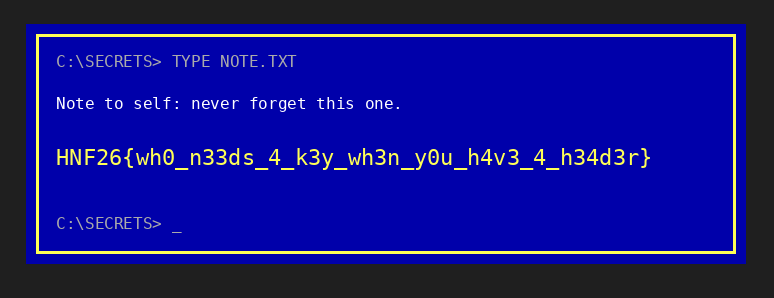 C:\SECRETS> TYPE NOTE.TXT
Note to self: never forget this one.
HNF26{wh0_n33ds_4_k3y_wh3n_y0u_h4v3_4_h34d3r}
C:\SECRETS> _